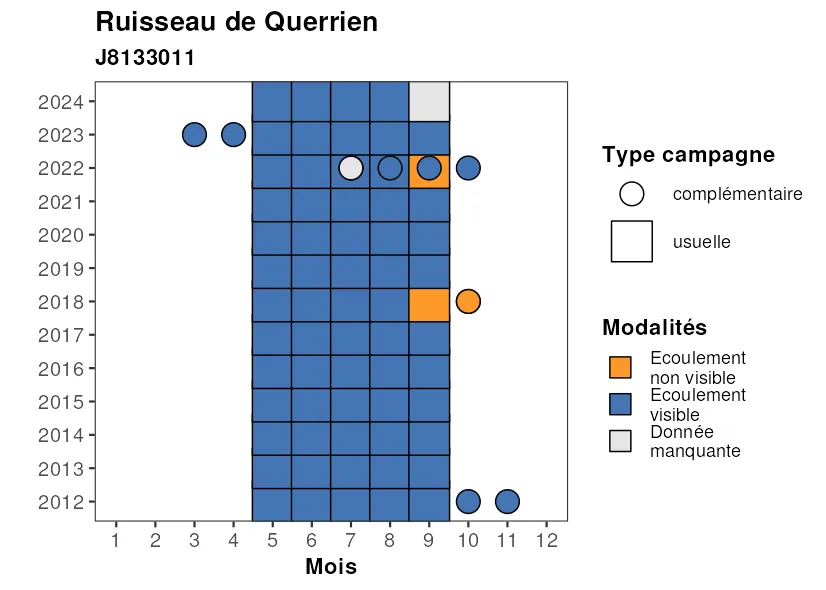 Ruisseau de Querrien
J8133011
2024
2023
2022
2021
2020
2019
2018
2017
2016
2015
2014
2013
2012
1 2 3 4 5 6 7 8 9 10 11 12
Mois
Type campagne
complémentaire
usuelle
Modalités
Ecoulement
non visible
Ecoulement
visible
Donnée
manquante